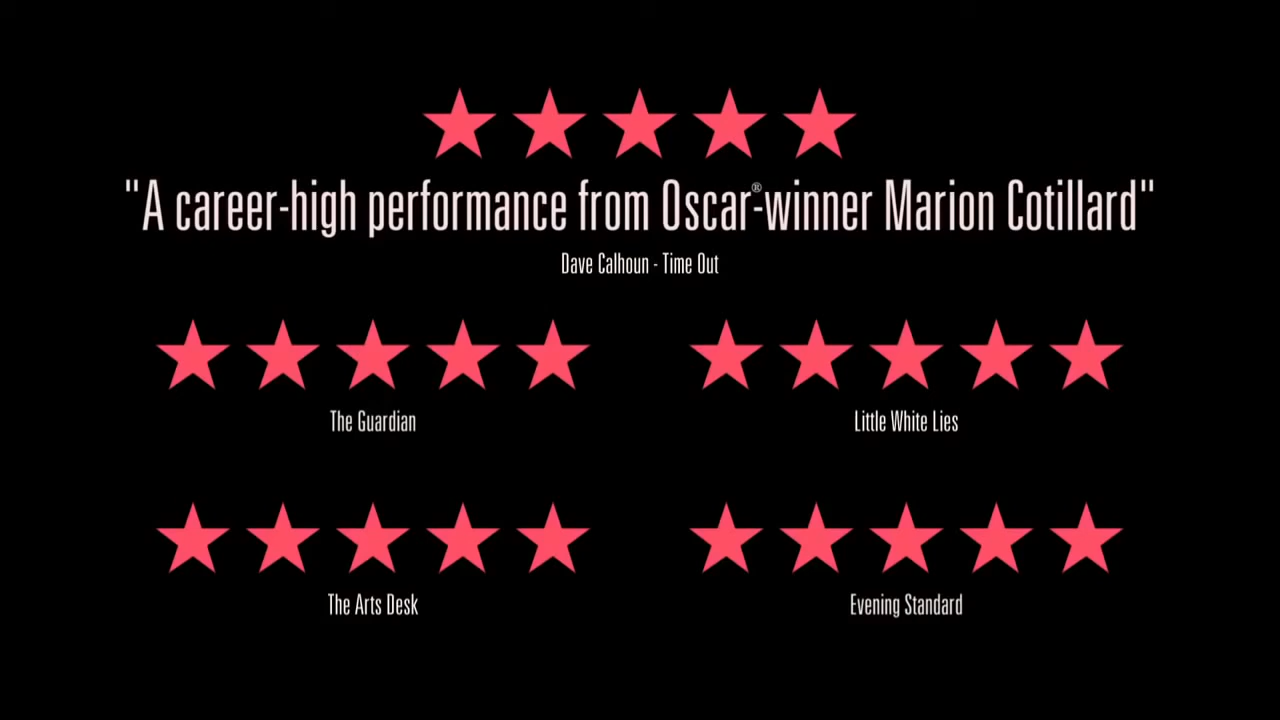 "A career-high performance from Oscar®-winner Marion Cotillard"
Dave Calhoun - Time Out
The Guardian
Little White Lies
The Arts Desk
Evening Standard